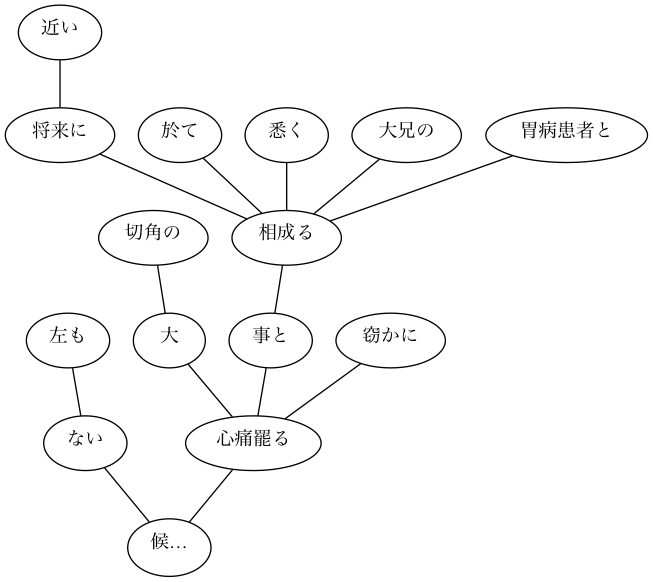 近い
将来に
於て
悉く
大兄の
胃病患者と
切角の
相成る
左も
大
事と
窃かに
ない
心痛罷る
候...